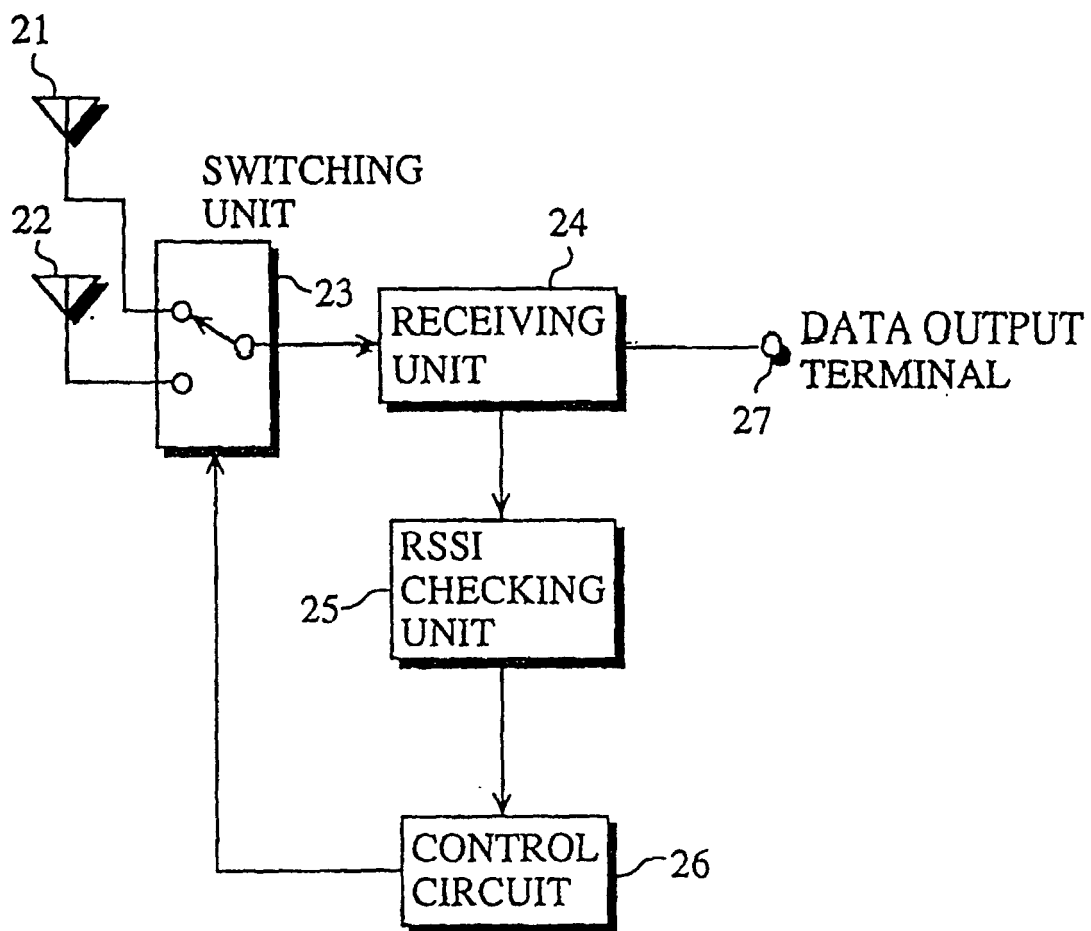 21
SWITCHING
UNIT
22
23
24
RECEIVING
UNIT
DATA OUTPUT
TERMINAL
27
RSSI
CHECKING
UNIT
25
CONTROL
CIRCUIT
26